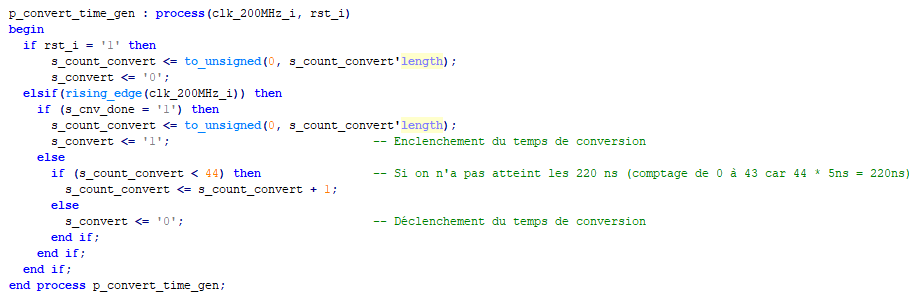 p_convert_time_gen : process(clk_200MHz_i, rst_i)
begin
  if rst_i = '1' then
      s_count_convert <= to_unsigned(0, s_count_convert'length);
      s_convert <= '0';
  elsif(rising_edge(clk_200MHz_i)) then
    if (s_cnv_done = '1') then
      s_count_convert <= to_unsigned(0, s_count_convert'length);
      s_convert <= '1';                             -- Enclenchement du temps de conversion
    else
      if (s_count_convert < 44) then                -- Si on n'a pas atteint les 220 ns (comptage de 0 à 43 car 44 * 5ns = 220ns)
        s_count_convert <= s_count_convert + 1;
      else
        s_convert <= '0';                           -- Déclenchement du temps de conversion
      end if;
    end if;
  end if;
end process p_convert_time_gen;